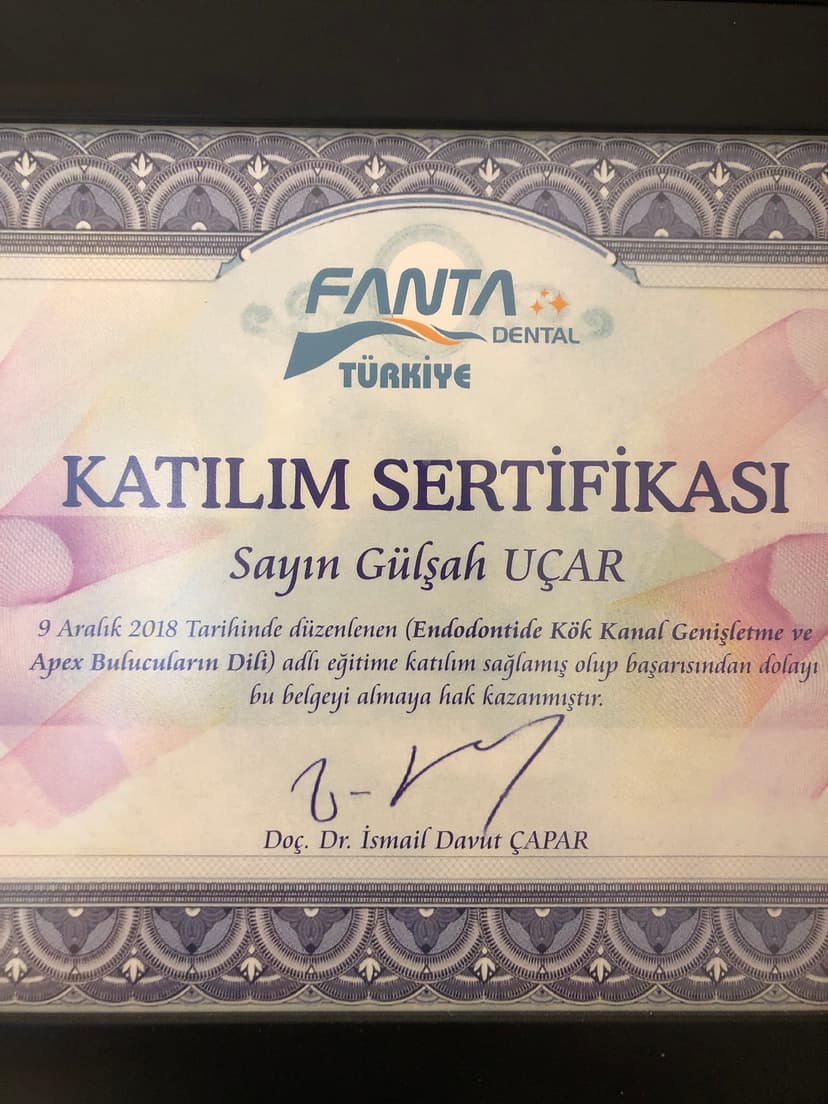 FANTA
DENTAL
TÜRKİYE
KATILIM SERTİFİKASI
Sayın Gülşah UÇAR
9 Aralık 2018 Tarihinde düzenlenen (Endodontide Kök Kanal Genişletme ve
Apex Bulucuların Dili) adlı eğitime katılım sağlamış olup başarısından dolayı
bu belgeyi almaya hak kazanmıştır.
Doç. Dr. İsmail Davut ÇAPAR